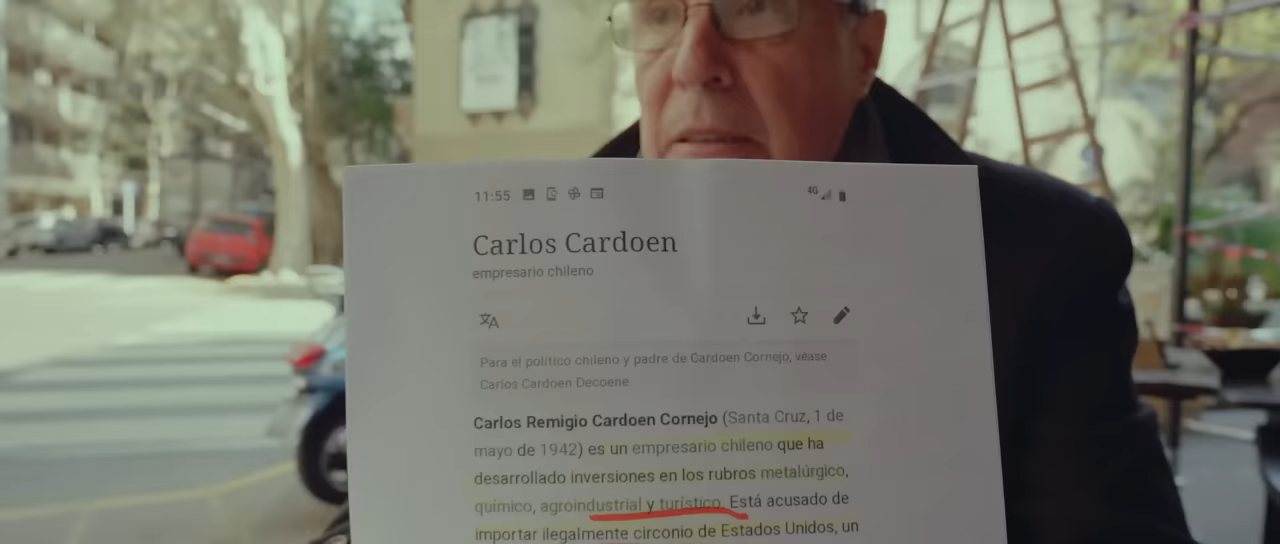 11:55
4G
Carlos Cardoen
empresario chileno
Para el político chileno y padre de Cardoen Cornejo, véase
Carlos Cardoen Decoene.
Carlos Remigio Cardoen Cornejo (Santa Cruz, 1 de
mayo de 1942) es un empresario chileno que ha
desarrollado inversiones en los rubros metalúrgico,
químico, agroindustrial y turístico. Está acusado de
importar ilegalmente circonio de Estados Unidos, un